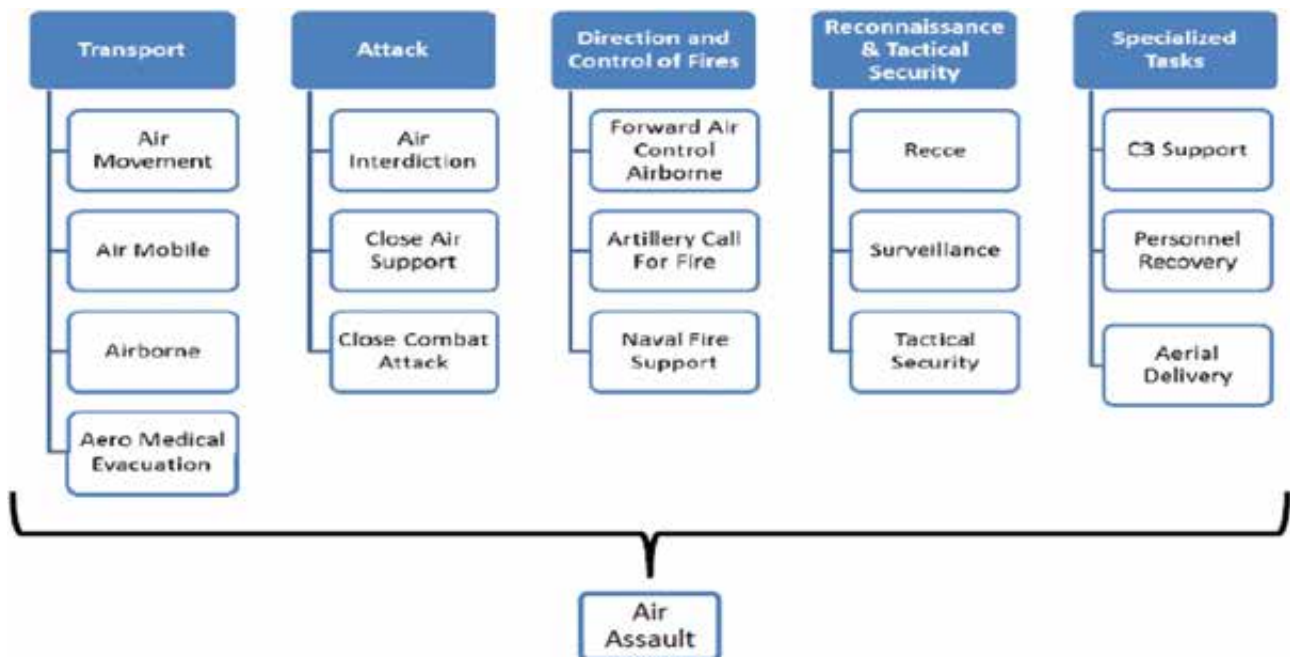 Transport
Air
Movement
Air Mobile
Airborne
Aero Medical
Evacuation
Attack
Air
Interdiction
Close Air
Support
Close Combat
Attack
Direction and
Control of Fires
Forward Air
Control
Airborne
Artillery Call
For Fire
Naval Fire
Support
Reconnaissance
& Tactical
Security
Recce
Surveillance
Tactical
Security
Specialized
Tasks
C3 Support
Personnel
Recovery
Aerial
Delivery
Air
Assault